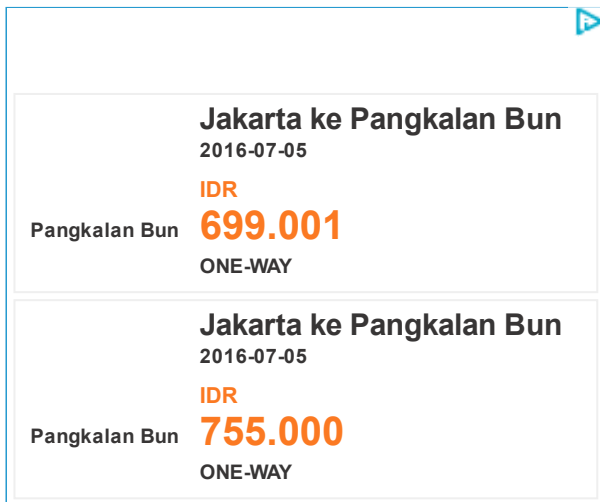 Jakarta ke Pangkalan Bun
2016-07-05
IDR
Pangkalan Bun 699.001
ONE-WAY
Jakarta ke Pangkalan Bun
2016-07-05
IDR
Pangkalan Bun 755.000
ONE-WAY